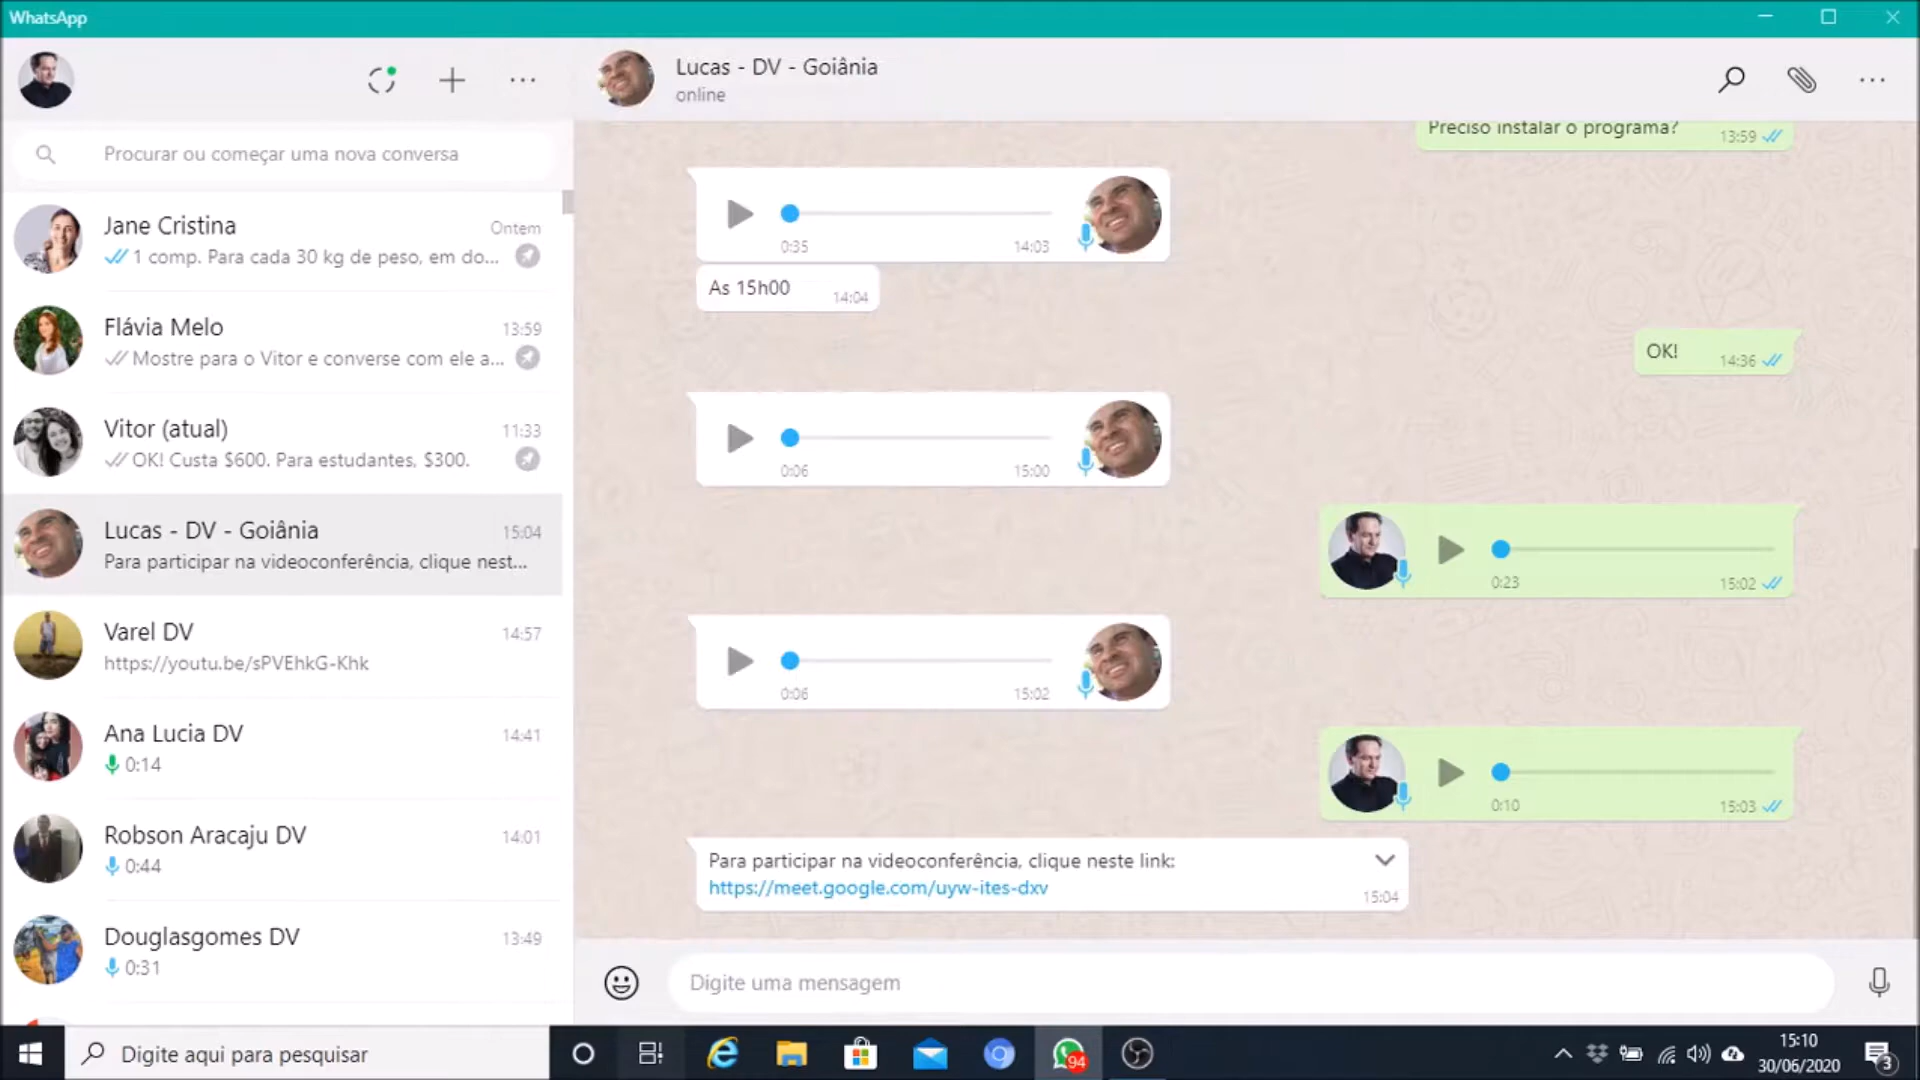 WhatsApp
Procurar ou começar uma nova conversa
Jane Cristina
Ontem
1 comp. Para cada 30 kg de peso, em do...
Flávia Melo
13:59
Mostre para o Vitor e converse com ele a...
Vitor (atual)
11:33
OK! Custa $600. Para estudantes, $300.
Lucas - DV - Goiânia
15:04
Para participar na videoconferência, clique nest...
Varel DV
14:57
https://youtu.be/sPVEhkG-Khk
Ana Lucia DV
14:41
0:14
Robson Aracaju DV
14:01
0:44
Douglasgomes DV
13:49
0:31
Lucas - DV - Goiânia
online
Preciso instalar o programa?
13:59
0:35
14:03
As 15h00
14:04
OK!
14:36
0:06
15:00
0:23
15:02
0:06
15:02
0:10
15:03
Para participar na videoconferência, clique neste link:
https://meet.google.com/uyw-ites-dxv
15:04
Digite uma mensagem
Digite aqui para pesquisar
94
15:10
30/06/2020
3